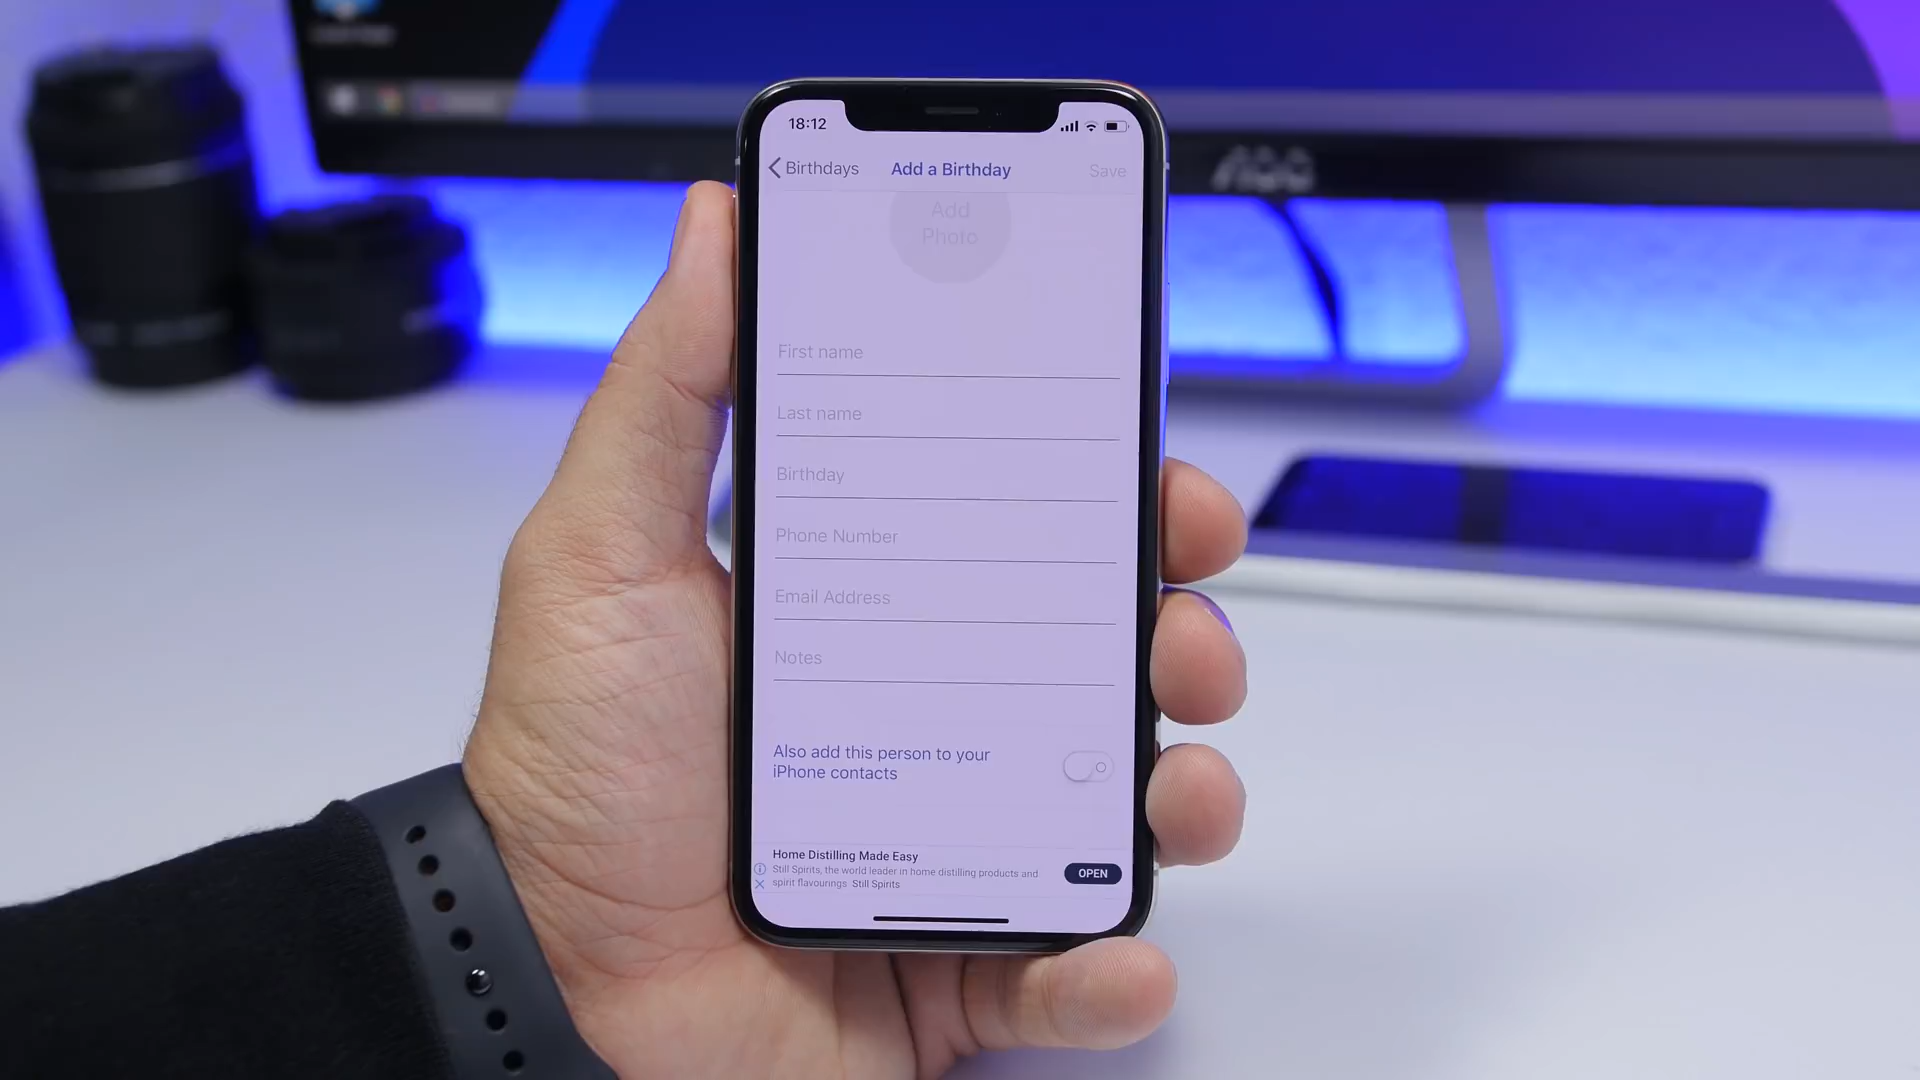 18:12
Birthdays
Add a Birthday
Save
Add
Photo
First name
Last name
Birthday
Phone Number
Email Address
Notes
Also add this person to your
iPhone contacts
Home Distilling Made Easy
Still Spirits, the world leader in home distilling products and
spirit flavourings Still Spirits
OPEN
AOC